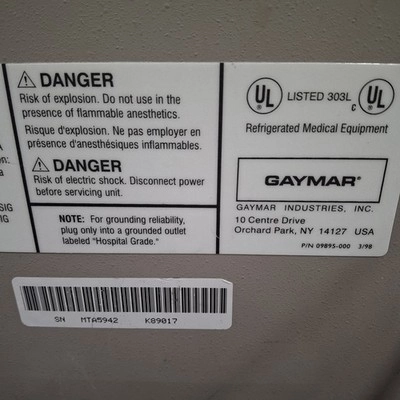 ⚠ DANGER
Risk of explosion. Do not use in the
presence of flammable anesthetics.
Risque d'explosion. Ne pas employer en
présence d'anesthésiques inflammables.
⚠ DANGER
Risk of electric shock. Disconnect power
before servicing unit.
NOTE: For grounding reliability,
plug only into a grounded outlet
labeled "Hospital Grade."
UL LISTED 303L c UL
Refrigerated Medical Equipment
GAYMAR®
GAYMAR INDUSTRIES, INC.
10 Centre Drive
Orchard Park, NY 14127 USA
P/N 09895-000 3/98
SN MTA5942 K89017